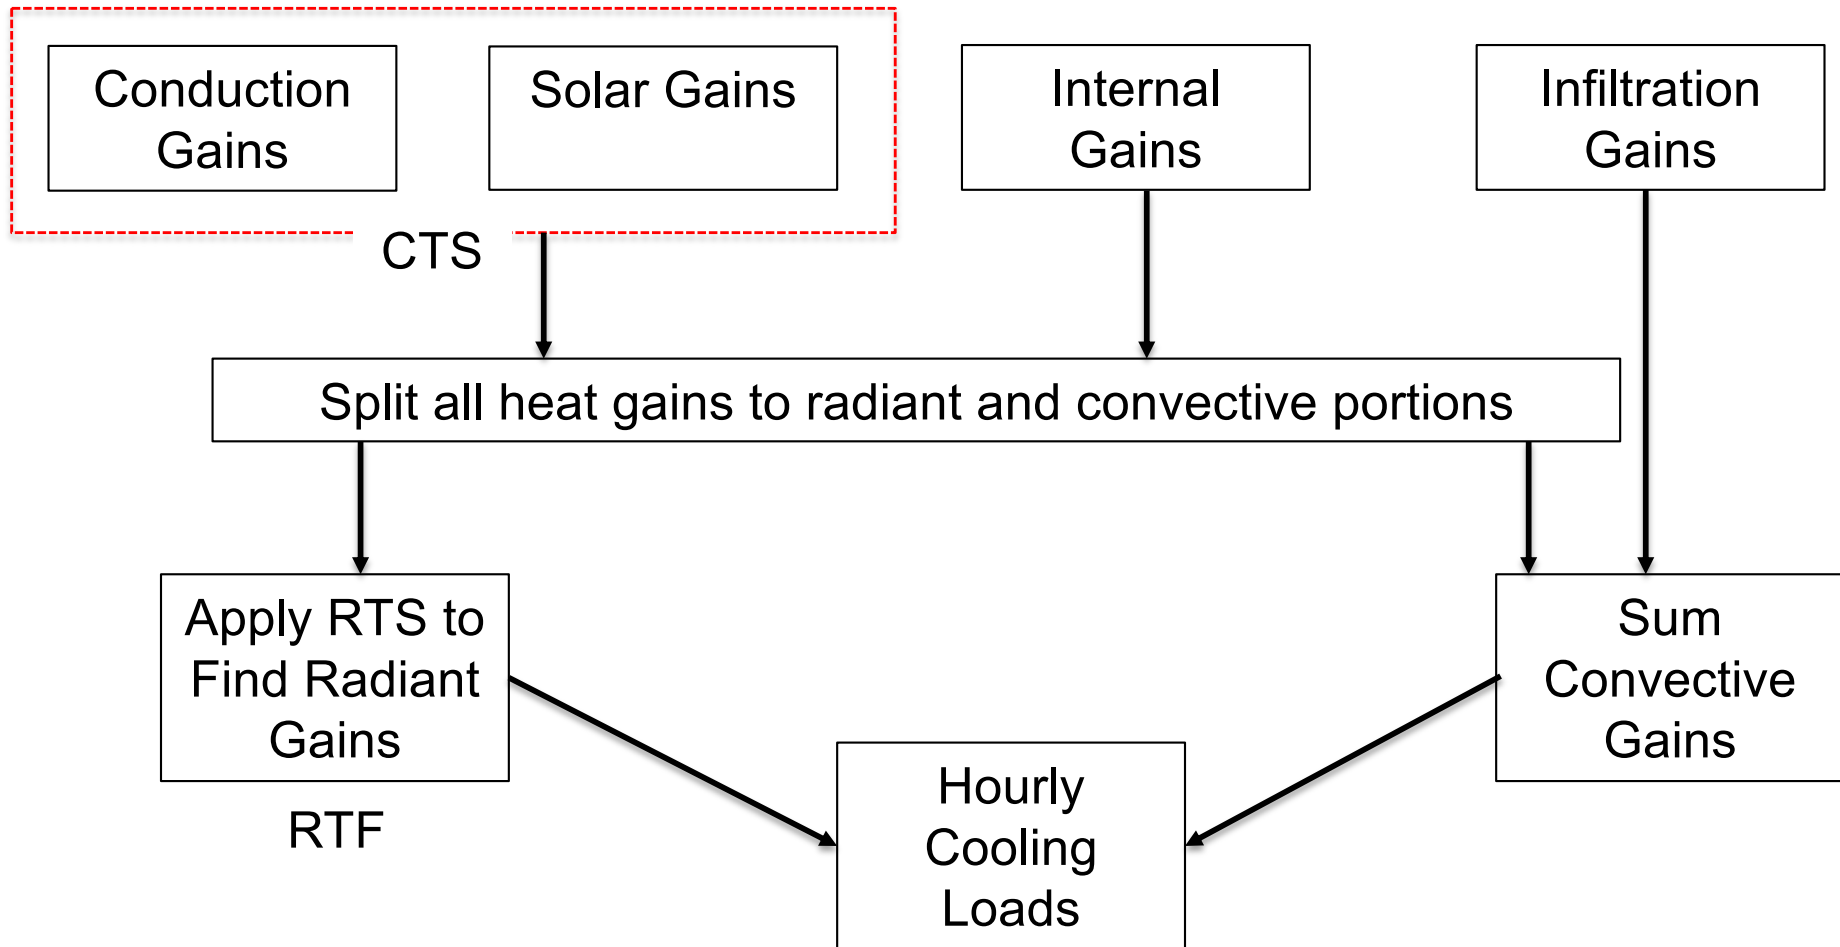 Conduction
Gains
Solar Gains
Internal
Gains
Infiltration
Gains
CTS
Split all heat gains to radiant and convective portions
Apply RTS to
Find Radiant
Gains
RTF
Sum
Convective
Gains
Hourly
Cooling
Loads